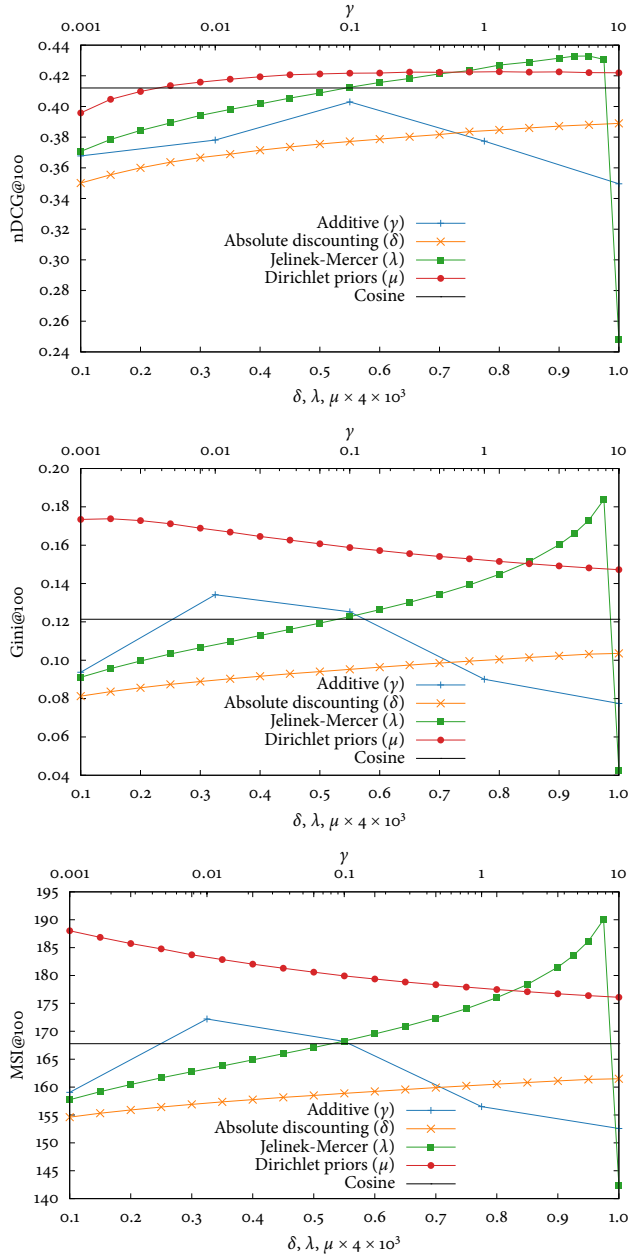 γ
0.001 0.01 0.1 1 10
0.44
0.42
0.40
0.38
0.36
0.34
0.32
0.30
0.28
0.26
0.24
nDCG@100
Additive (γ)
Absolute discounting (δ)
Jelinek-Mercer (λ)
Dirichlet priors (μ)
Cosine
0.1 0.2 0.3 0.4 0.5 0.6 0.7 0.8 0.9 1.0
δ, λ, μ × 4 × 10³
γ
0.001 0.01 0.1 1 10
0.20
0.18
0.16
0.14
0.12
0.10
0.08
0.06
0.04
Gini@100
Additive (γ)
Absolute discounting (δ)
Jelinek-Mercer (λ)
Dirichlet priors (μ)
Cosine
0.1 0.2 0.3 0.4 0.5 0.6 0.7 0.8 0.9 1.0
δ, λ, μ × 4 × 10³
γ
0.001 0.01 0.1 1 10
195
190
185
180
175
170
165
160
155
150
145
140
MSI@100
Additive (γ)
Absolute discounting (δ)
Jelinek-Mercer (λ)
Dirichlet priors (μ)
Cosine
0.1 0.2 0.3 0.4 0.5 0.6 0.7 0.8 0.9 1.0
δ, λ, μ × 4 × 10³